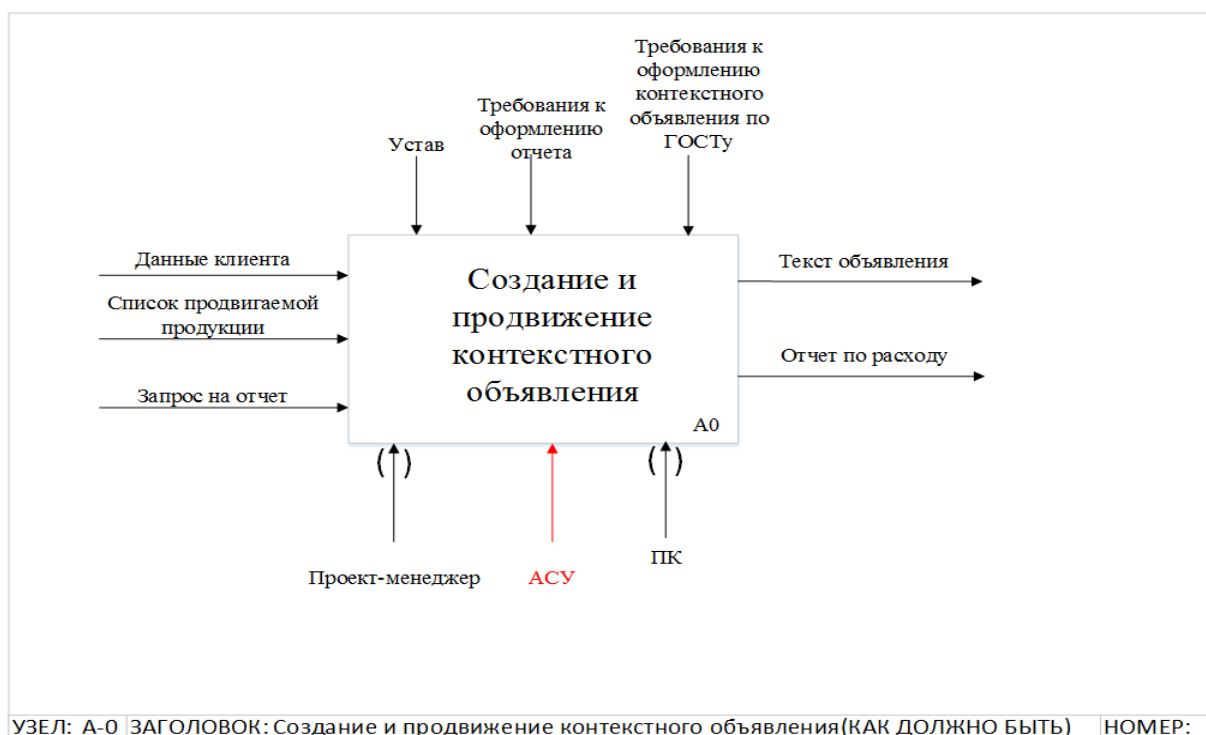 Требования к
оформлению
контекстного
объявления по
ГОСТу
Требования к
оформлению
отчета
Устав
Данные клиента
Список продвигаемой
продукции
Запрос на отчет
Создание и
продвижение
контекстного
объявления
A0
Текст объявления
Отчет по расходу
( )
( )
Проект-менеджер
АСУ
ПК
УЗЕЛ: А-0 ЗАГОЛОВОК: Создание и продвижение контекстного объявления(КАК ДОЛЖНО БЫТЬ) НОМЕР: